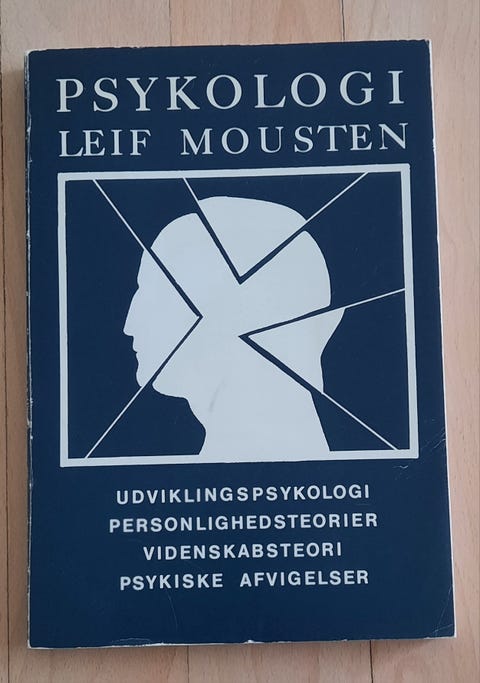 PSYKOLOGI
LEIF MOUSTEN
UDVIKLINGSPSYKOLOGI
PERSONLIGHEDSTEORIER
VIDENSKABSTEORI
PSYKISKE AFVIGELSER